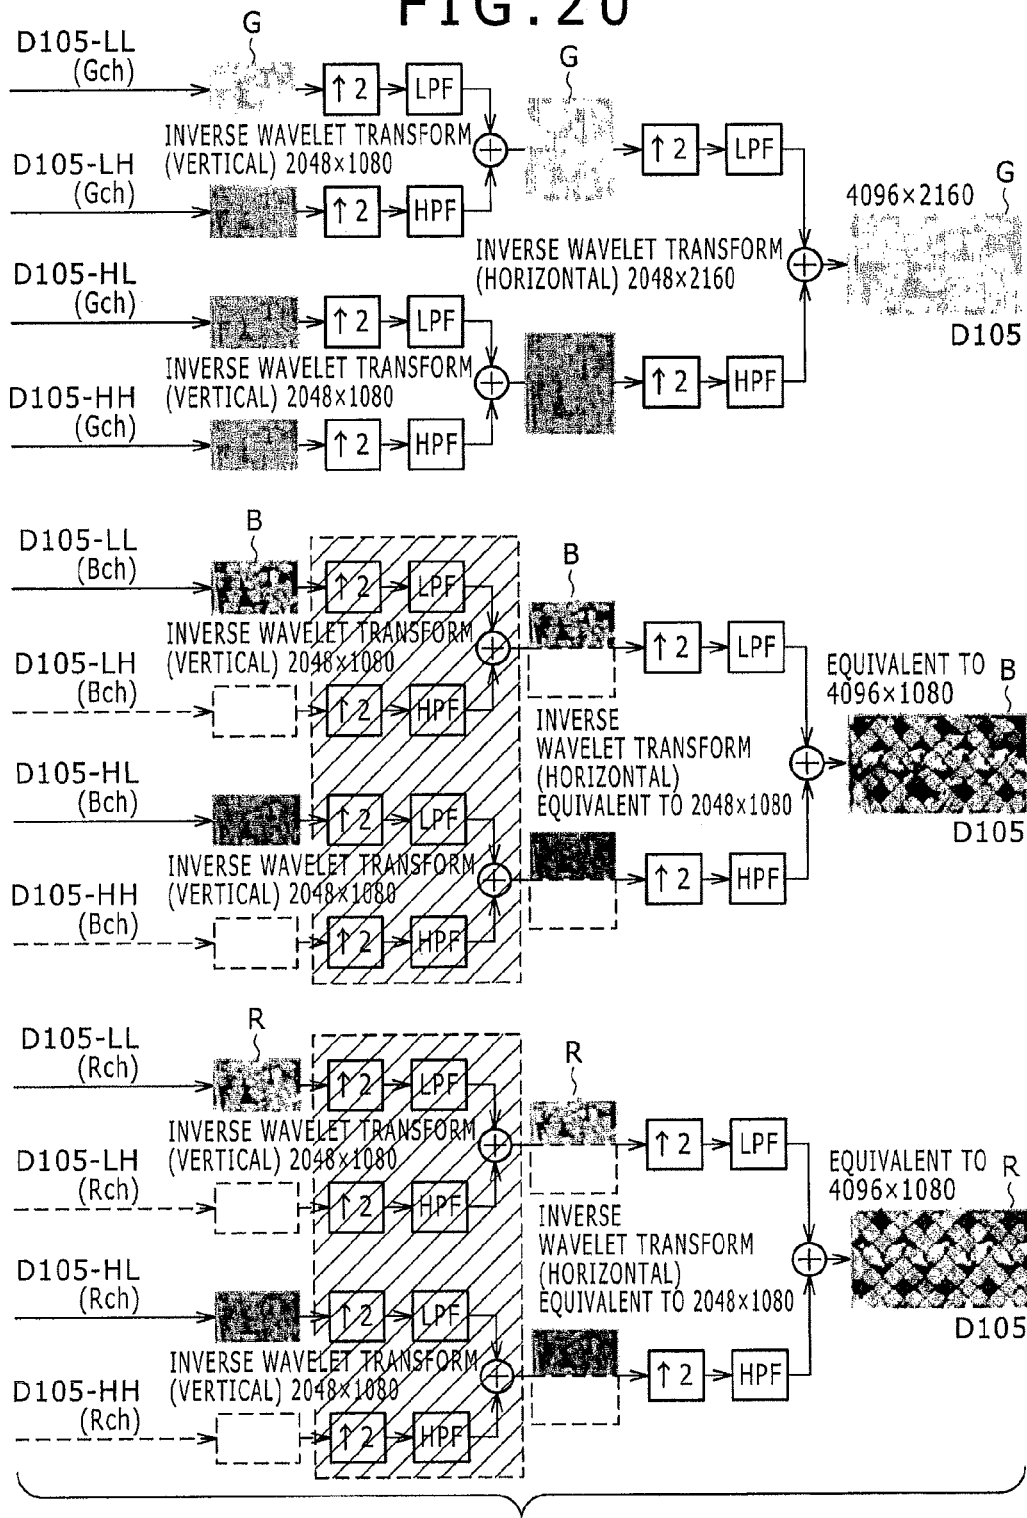 FIG.20
D105-LL
(Gch)
G
↑2
LPF
INVERSE WAVELET TRANSFORM
(VERTICAL) 2048×1080
D105-LH
(Gch)
↑2
HPF
G
↑2
LPF
INVERSE WAVELET TRANSFORM
(HORIZONTAL) 2048×2160
4096×2160
G
D105
D105-HL
(Gch)
↑2
LPF
INVERSE WAVELET TRANSFORM
(VERTICAL) 2048×1080
D105-HH
(Gch)
↑2
HPF
↑2
HPF
D105-LL
(Bch)
B
↑2
LPF
INVERSE WAVELET TRANSFORM
(VERTICAL) 2048×1080
D105-LH
(Bch)
↑2
HPF
B
↑2
LPF
INVERSE
WAVELET TRANSFORM
(HORIZONTAL)
EQUIVALENT TO 2048×1080
EQUIVALENT TO
4096×1080
B
D105
D105-HL
(Bch)
↑2
LPF
INVERSE WAVELET TRANSFORM
(VERTICAL) 2048×1080
D105-HH
(Bch)
↑2
HPF
↑2
HPF
D105-LL
(Rch)
R
↑2
LPF
INVERSE WAVELET TRANSFORM
(VERTICAL) 2048×1080
D105-LH
(Rch)
↑2
HPF
R
↑2
LPF
INVERSE
WAVELET TRANSFORM
(HORIZONTAL)
EQUIVALENT TO 2048×1080
EQUIVALENT TO
4096×1080
R
D105
D105-HL
(Rch)
↑2
LPF
INVERSE WAVELET TRANSFORM
(VERTICAL) 2048×1080
D105-HH
(Rch)
↑2
HPF
↑2
HPF